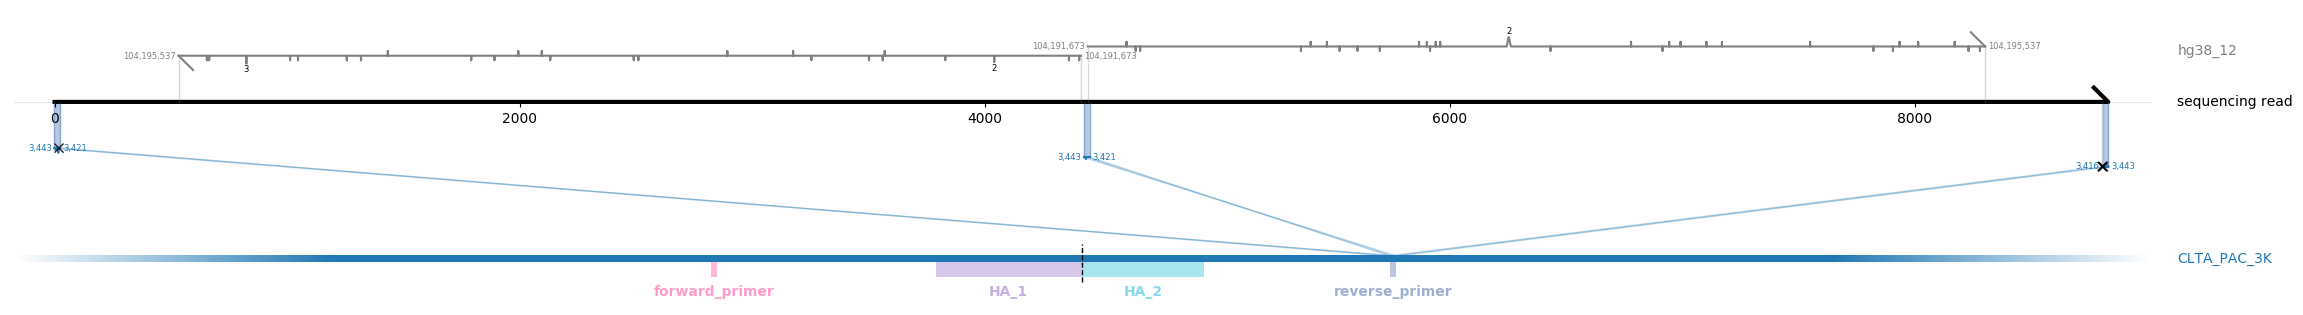 2
104,191,673 104,195,537
hg38_12
104,195,537 104,191,673
3 2
sequencing read
0 2000 4000 6000 8000
3,443 3,421
3,443 3,421
3,416 3,443
CLTA_PAC_3K
forward_primer HA_1 HA_2 reverse_primer